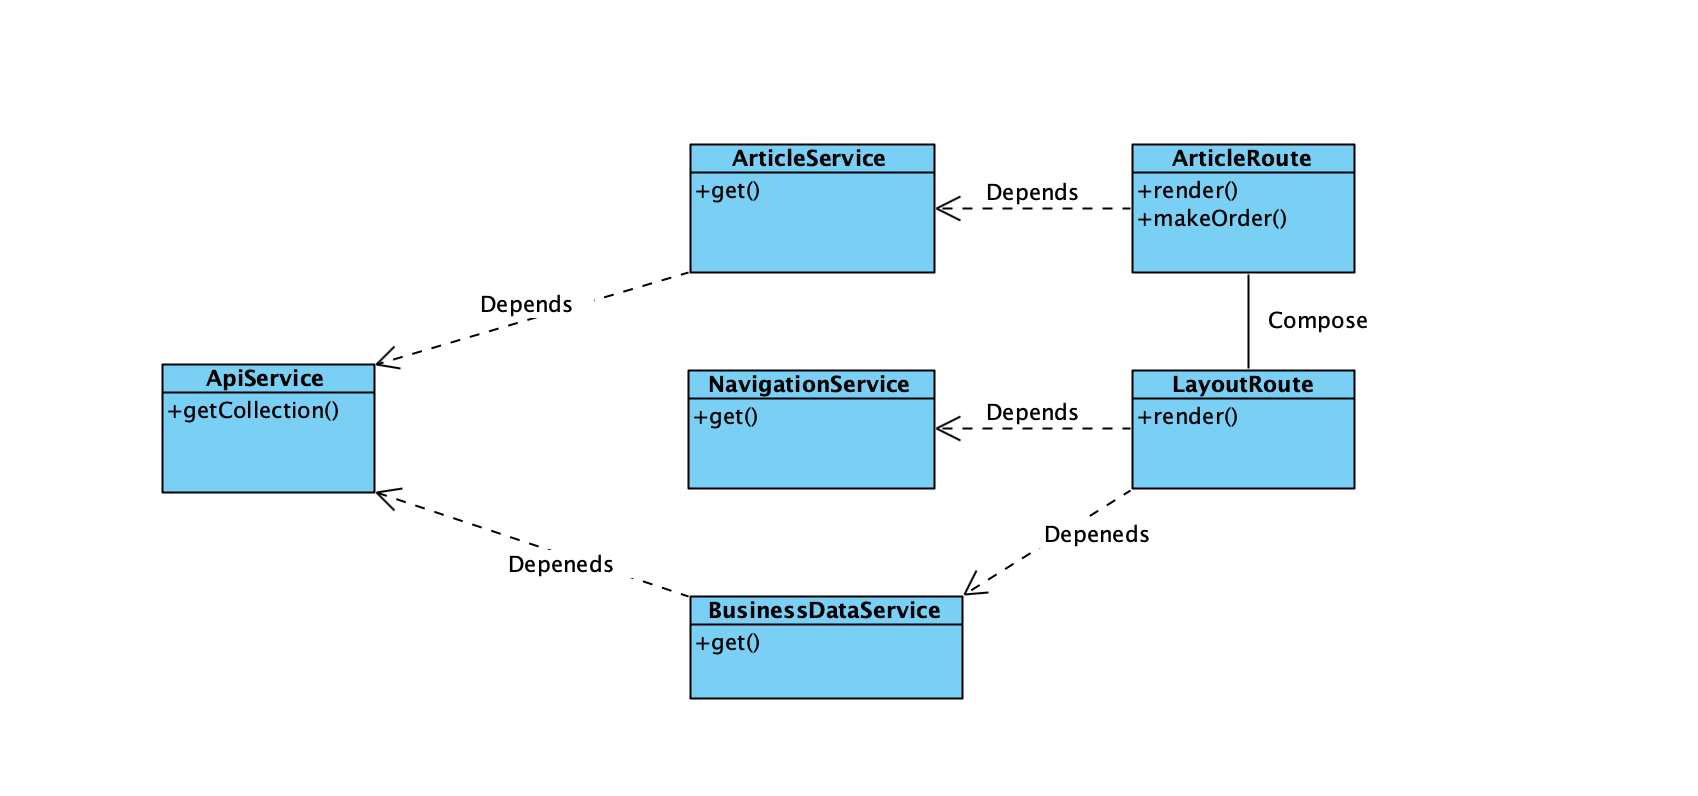 ArticleService
+get()
Depends
ArticleRoute
+render()
+makeOrder()
Depends
Compose
ApiService
+getCollection()
NavigationService
+get()
Depends
LayoutRoute
+render()
Depeneds
Depeneds
BusinessDataService
+get()